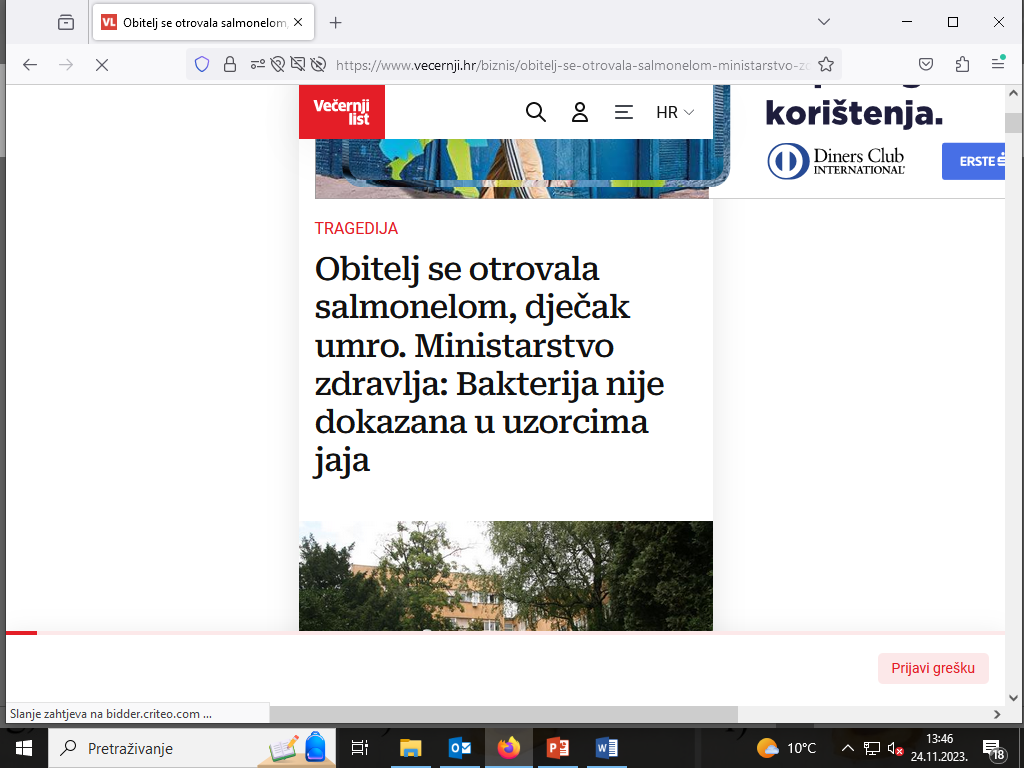 VL Obitelj se otrovala salmonelom,
https://www.vecernji.hr/biznis/obitelj-se-otrovala-salmonelom-ministarstvo-zd
Večernji
list
HR
korištenja.
Diners Club
INTERNATIONAL
ERSTE
TRAGEDIJA
Obitelj se otrovala
salmonelom, dječak
umro. Ministarstvo
zdravlja: Bakterija nije
dokazana u uzorcima
jaja
Prijavi grešku
Slanje zahtjeva na bidder.criteo.com ...
Pretraživanje
10°C
13:46
24.11.2023.
18